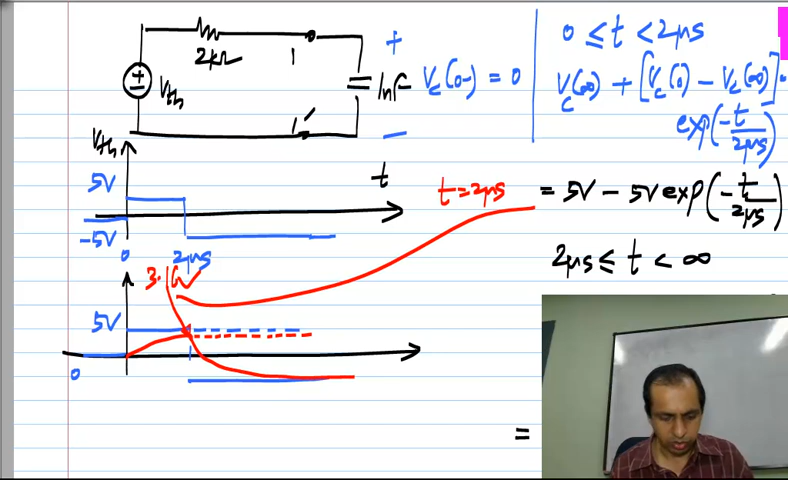 2kΩ
1
+
Vth
1nF
Vc(0-) = 0
1'
−
0 ≤ t < 2μs
Vc(∞) + [Vc(0) − Vc(∞)] ·
exp(−t/2μs)
Vth
5V
t
-5V
0
2μs
t=2μs
= 5V − 5V exp(−t/2μs)
2μs ≤ t < ∞
3.16V
5V
0
=